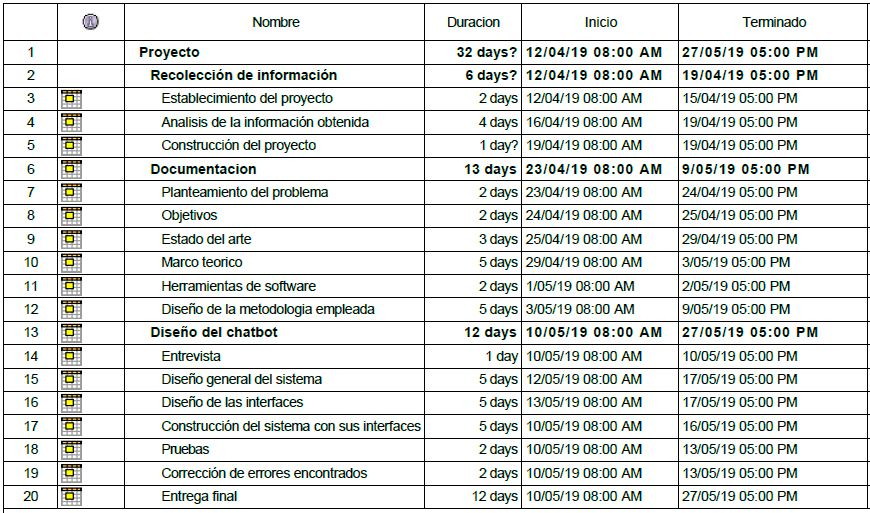 Nombre Duracion Inicio Terminado
1 Proyecto 32 days? 12/04/19 08:00 AM 27/05/19 05:00 PM
2 Recolección de información 6 days? 12/04/19 08:00 AM 19/04/19 05:00 PM
3 Establecimiento del proyecto 2 days 12/04/19 08:00 AM 15/04/19 05:00 PM
4 Analisis de la información obtenida 4 days 16/04/19 08:00 AM 19/04/19 05:00 PM
5 Construcción del proyecto 1 day? 19/04/19 08:00 AM 19/04/19 05:00 PM
6 Documentacion 13 days 23/04/19 08:00 AM 9/05/19 05:00 PM
7 Planteamiento del problema 2 days 23/04/19 08:00 AM 24/04/19 05:00 PM
8 Objetivos 2 days 24/04/19 08:00 AM 25/04/19 05:00 PM
9 Estado del arte 3 days 25/04/19 08:00 AM 29/04/19 05:00 PM
10 Marco teorico 5 days 29/04/19 08:00 AM 3/05/19 05:00 PM
11 Herramientas de software 2 days 1/05/19 08:00 AM 2/05/19 05:00 PM
12 Diseño de la metodologia empleada 5 days 3/05/19 08:00 AM 9/05/19 05:00 PM
13 Diseño del chatbot 12 days 10/05/19 08:00 AM 27/05/19 05:00 PM
14 Entrevista 1 day 10/05/19 08:00 AM 10/05/19 05:00 PM
15 Diseño general del sistema 5 days 12/05/19 08:00 AM 17/05/19 05:00 PM
16 Diseño de las interfaces 5 days 13/05/19 08:00 AM 17/05/19 05:00 PM
17 Construcción del sistema con sus interfaces 5 days 10/05/19 08:00 AM 16/05/19 05:00 PM
18 Pruebas 2 days 10/05/19 08:00 AM 13/05/19 05:00 PM
19 Corrección de errores encontrados 2 days 10/05/19 08:00 AM 13/05/19 05:00 PM
20 Entrega final 12 days 10/05/19 08:00 AM 27/05/19 05:00 PM